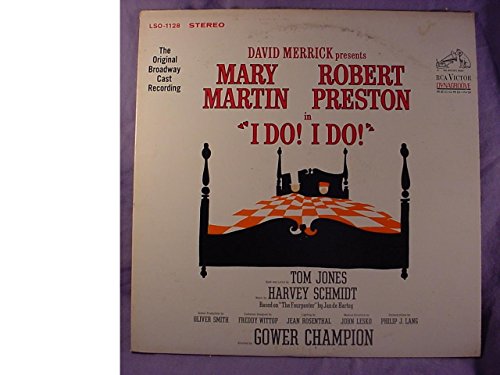 LSO-1128 STEREO
The
Original
Broadway
Cast
Recording
DAVID MERRICK presents
MARY ROBERT
MARTIN PRESTON
in
"I DO! I DO!"
RCA VICTOR
DYNAGROOVE
TOM JONES
HARVEY SCHMIDT
Based on "The Fourposter" by Jan de Hartog
OLIVER SMITH FREDDY WITTOP JEAN ROSENTHAL JOHN LESKO PHILIP J. LANG
GOWER CHAMPION